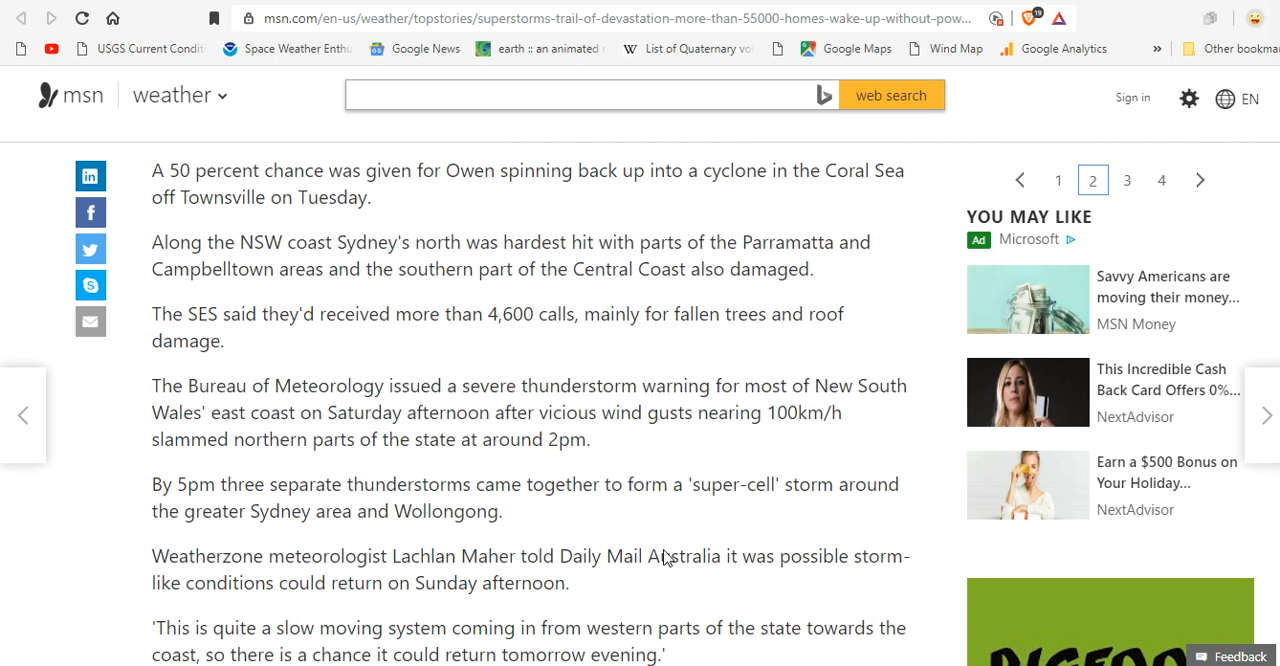 msn.com/en-us/weather/topstories/superstorms-trail-of-devastation-more-than-55000-homes-wake-up-without-pow...
19
USGS Current Condit
Space Weather Enthu
Google News
earth :: an animated
List of Quaternary vo
Google Maps
Wind Map
Google Analytics
»
Other bookma
msn
weather
web search
Sign in
EN
A 50 percent chance was given for Owen spinning back up into a cyclone in the Coral Sea
off Townsville on Tuesday.
Along the NSW coast Sydney's north was hardest hit with parts of the Parramatta and
Campbelltown areas and the southern part of the Central Coast also damaged.
The SES said they'd received more than 4,600 calls, mainly for fallen trees and roof
damage.
The Bureau of Meteorology issued a severe thunderstorm warning for most of New South
Wales' east coast on Saturday afternoon after vicious wind gusts nearing 100km/h
slammed northern parts of the state at around 2pm.
By 5pm three separate thunderstorms came together to form a 'super-cell' storm around
the greater Sydney area and Wollongong.
Weatherzone meteorologist Lachlan Maher told Daily Mail Australia it was possible storm-
like conditions could return on Sunday afternoon.
'This is quite a slow moving system coming in from western parts of the state towards the
coast, so there is a chance it could return tomorrow evening.'
1 2 3 4
YOU MAY LIKE
Ad Microsoft
Savvy Americans are
moving their money...
MSN Money
This Incredible Cash
Back Card Offers 0%...
NextAdvisor
Earn a $500 Bonus on
Your Holiday...
NextAdvisor
Feedback